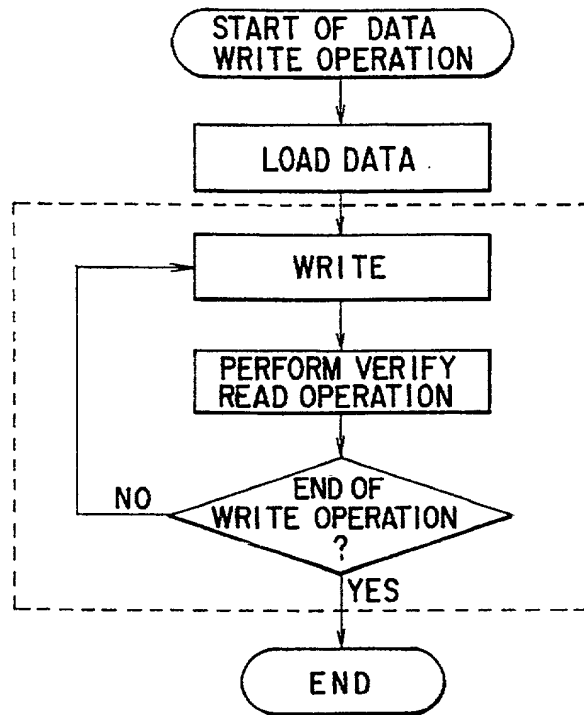 START OF DATA
WRITE OPERATION
LOAD DATA
WRITE
PERFORM VERIFY
READ OPERATION
END OF
WRITE OPERATION
?
NO
YES
END